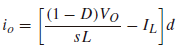 i_o = [ (1 − D)V_O / sL − I_L ] d